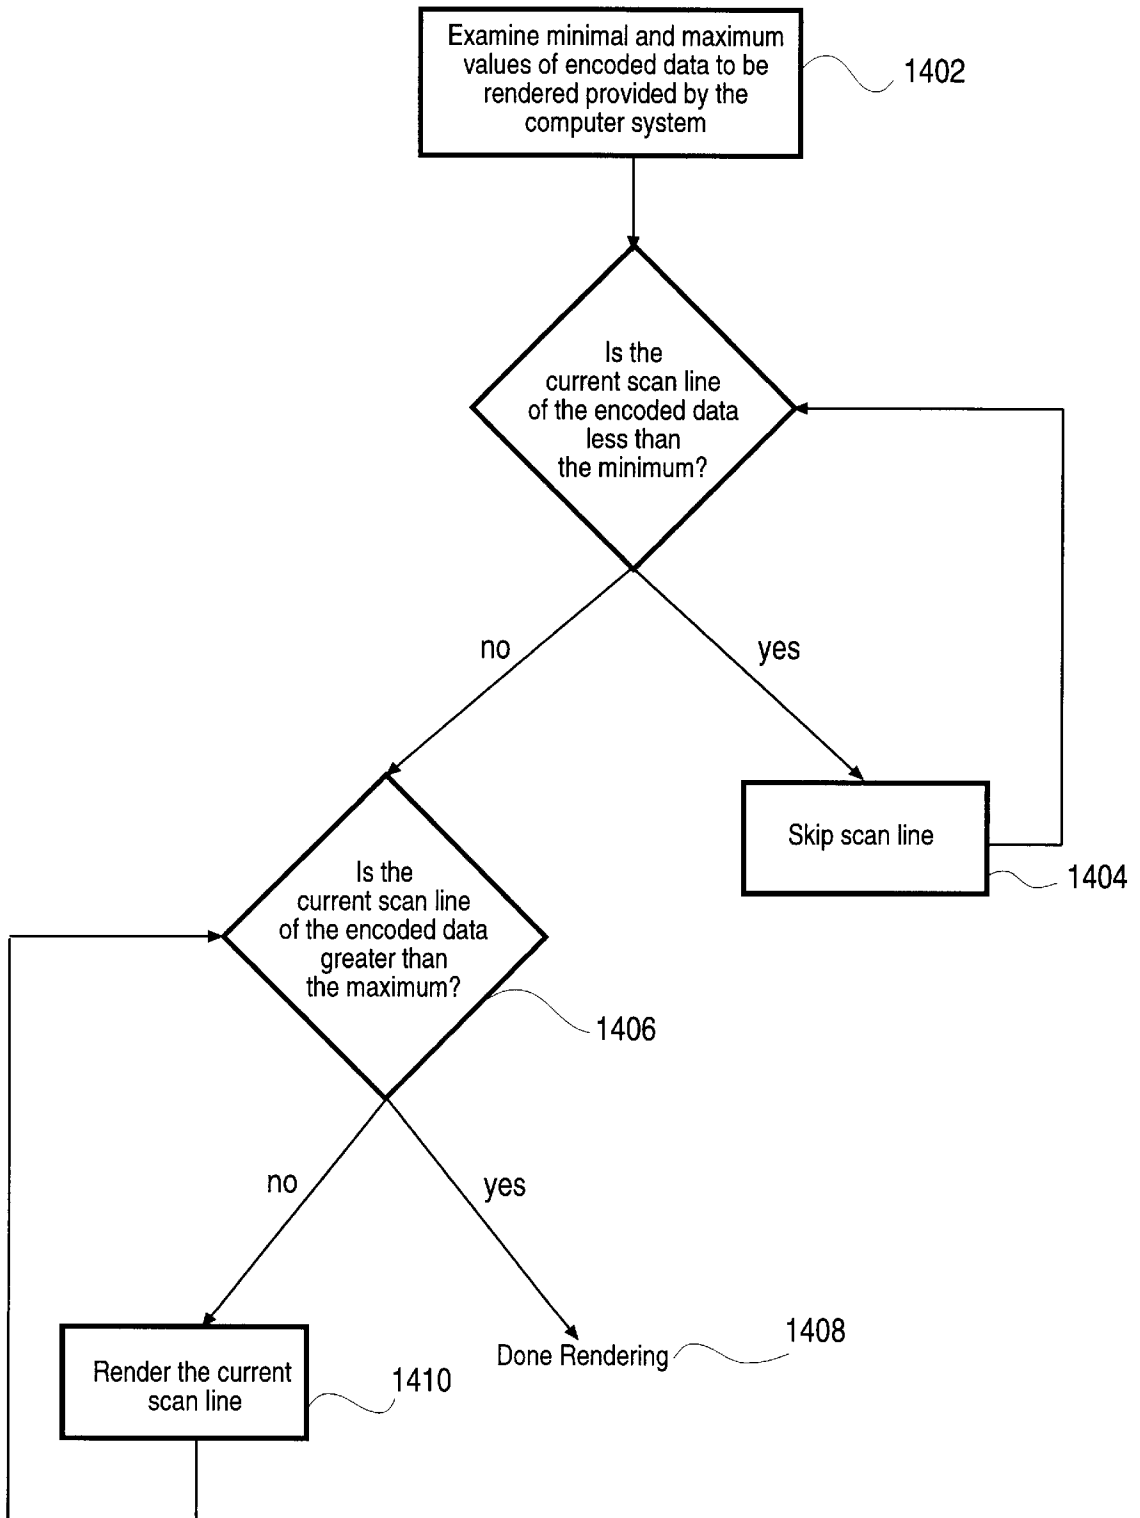 Examine minimal and maximum
values of encoded data to be
rendered provided by the
computer system
1402
Is the
current scan line
of the encoded data
less than
the minimum?
no
yes
Skip scan line
1404
Is the
current scan line
of the encoded data
greater than
the maximum?
1406
no
yes
Render the current
scan line
1410
Done Rendering
1408